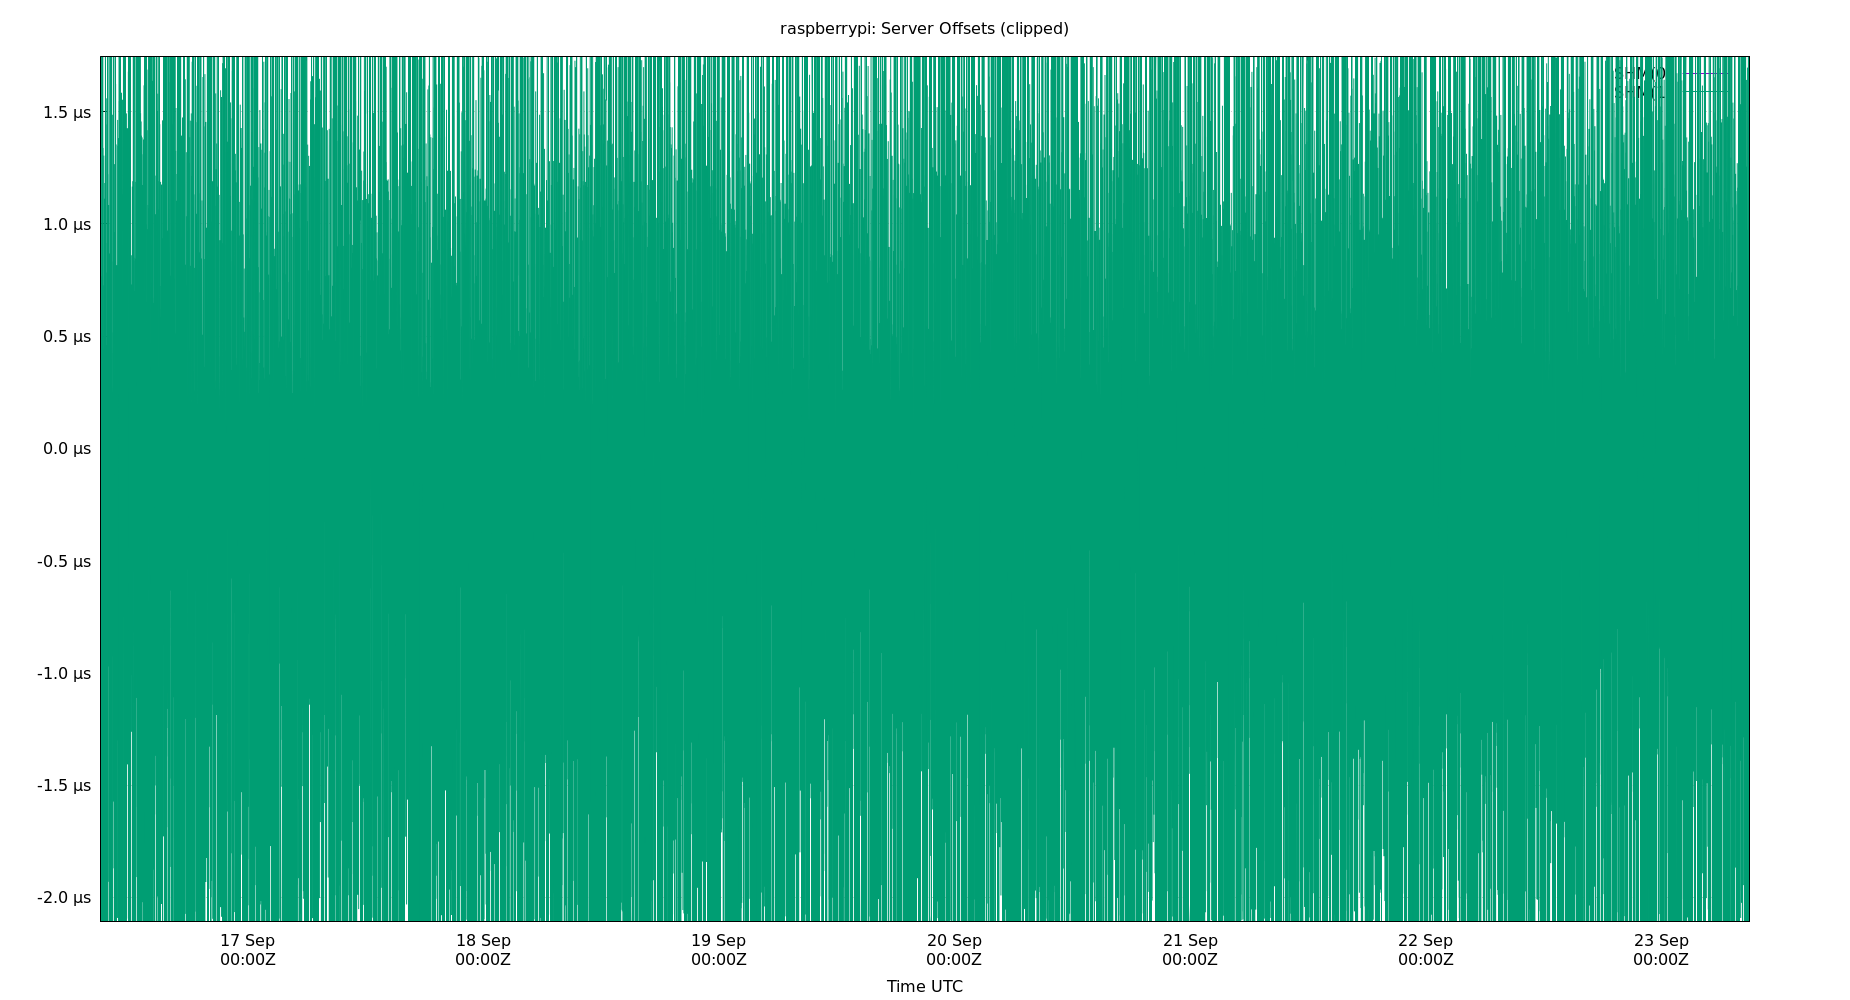 raspberrypi: Server Offsets (clipped)
1.5 µs
1.0 µs
0.5 µs
0.0 µs
-0.5 µs
-1.0 µs
-1.5 µs
-2.0 µs
17 Sep
00:00Z
18 Sep
00:00Z
19 Sep
00:00Z
20 Sep
00:00Z
21 Sep
00:00Z
22 Sep
00:00Z
23 Sep
00:00Z
Time UTC